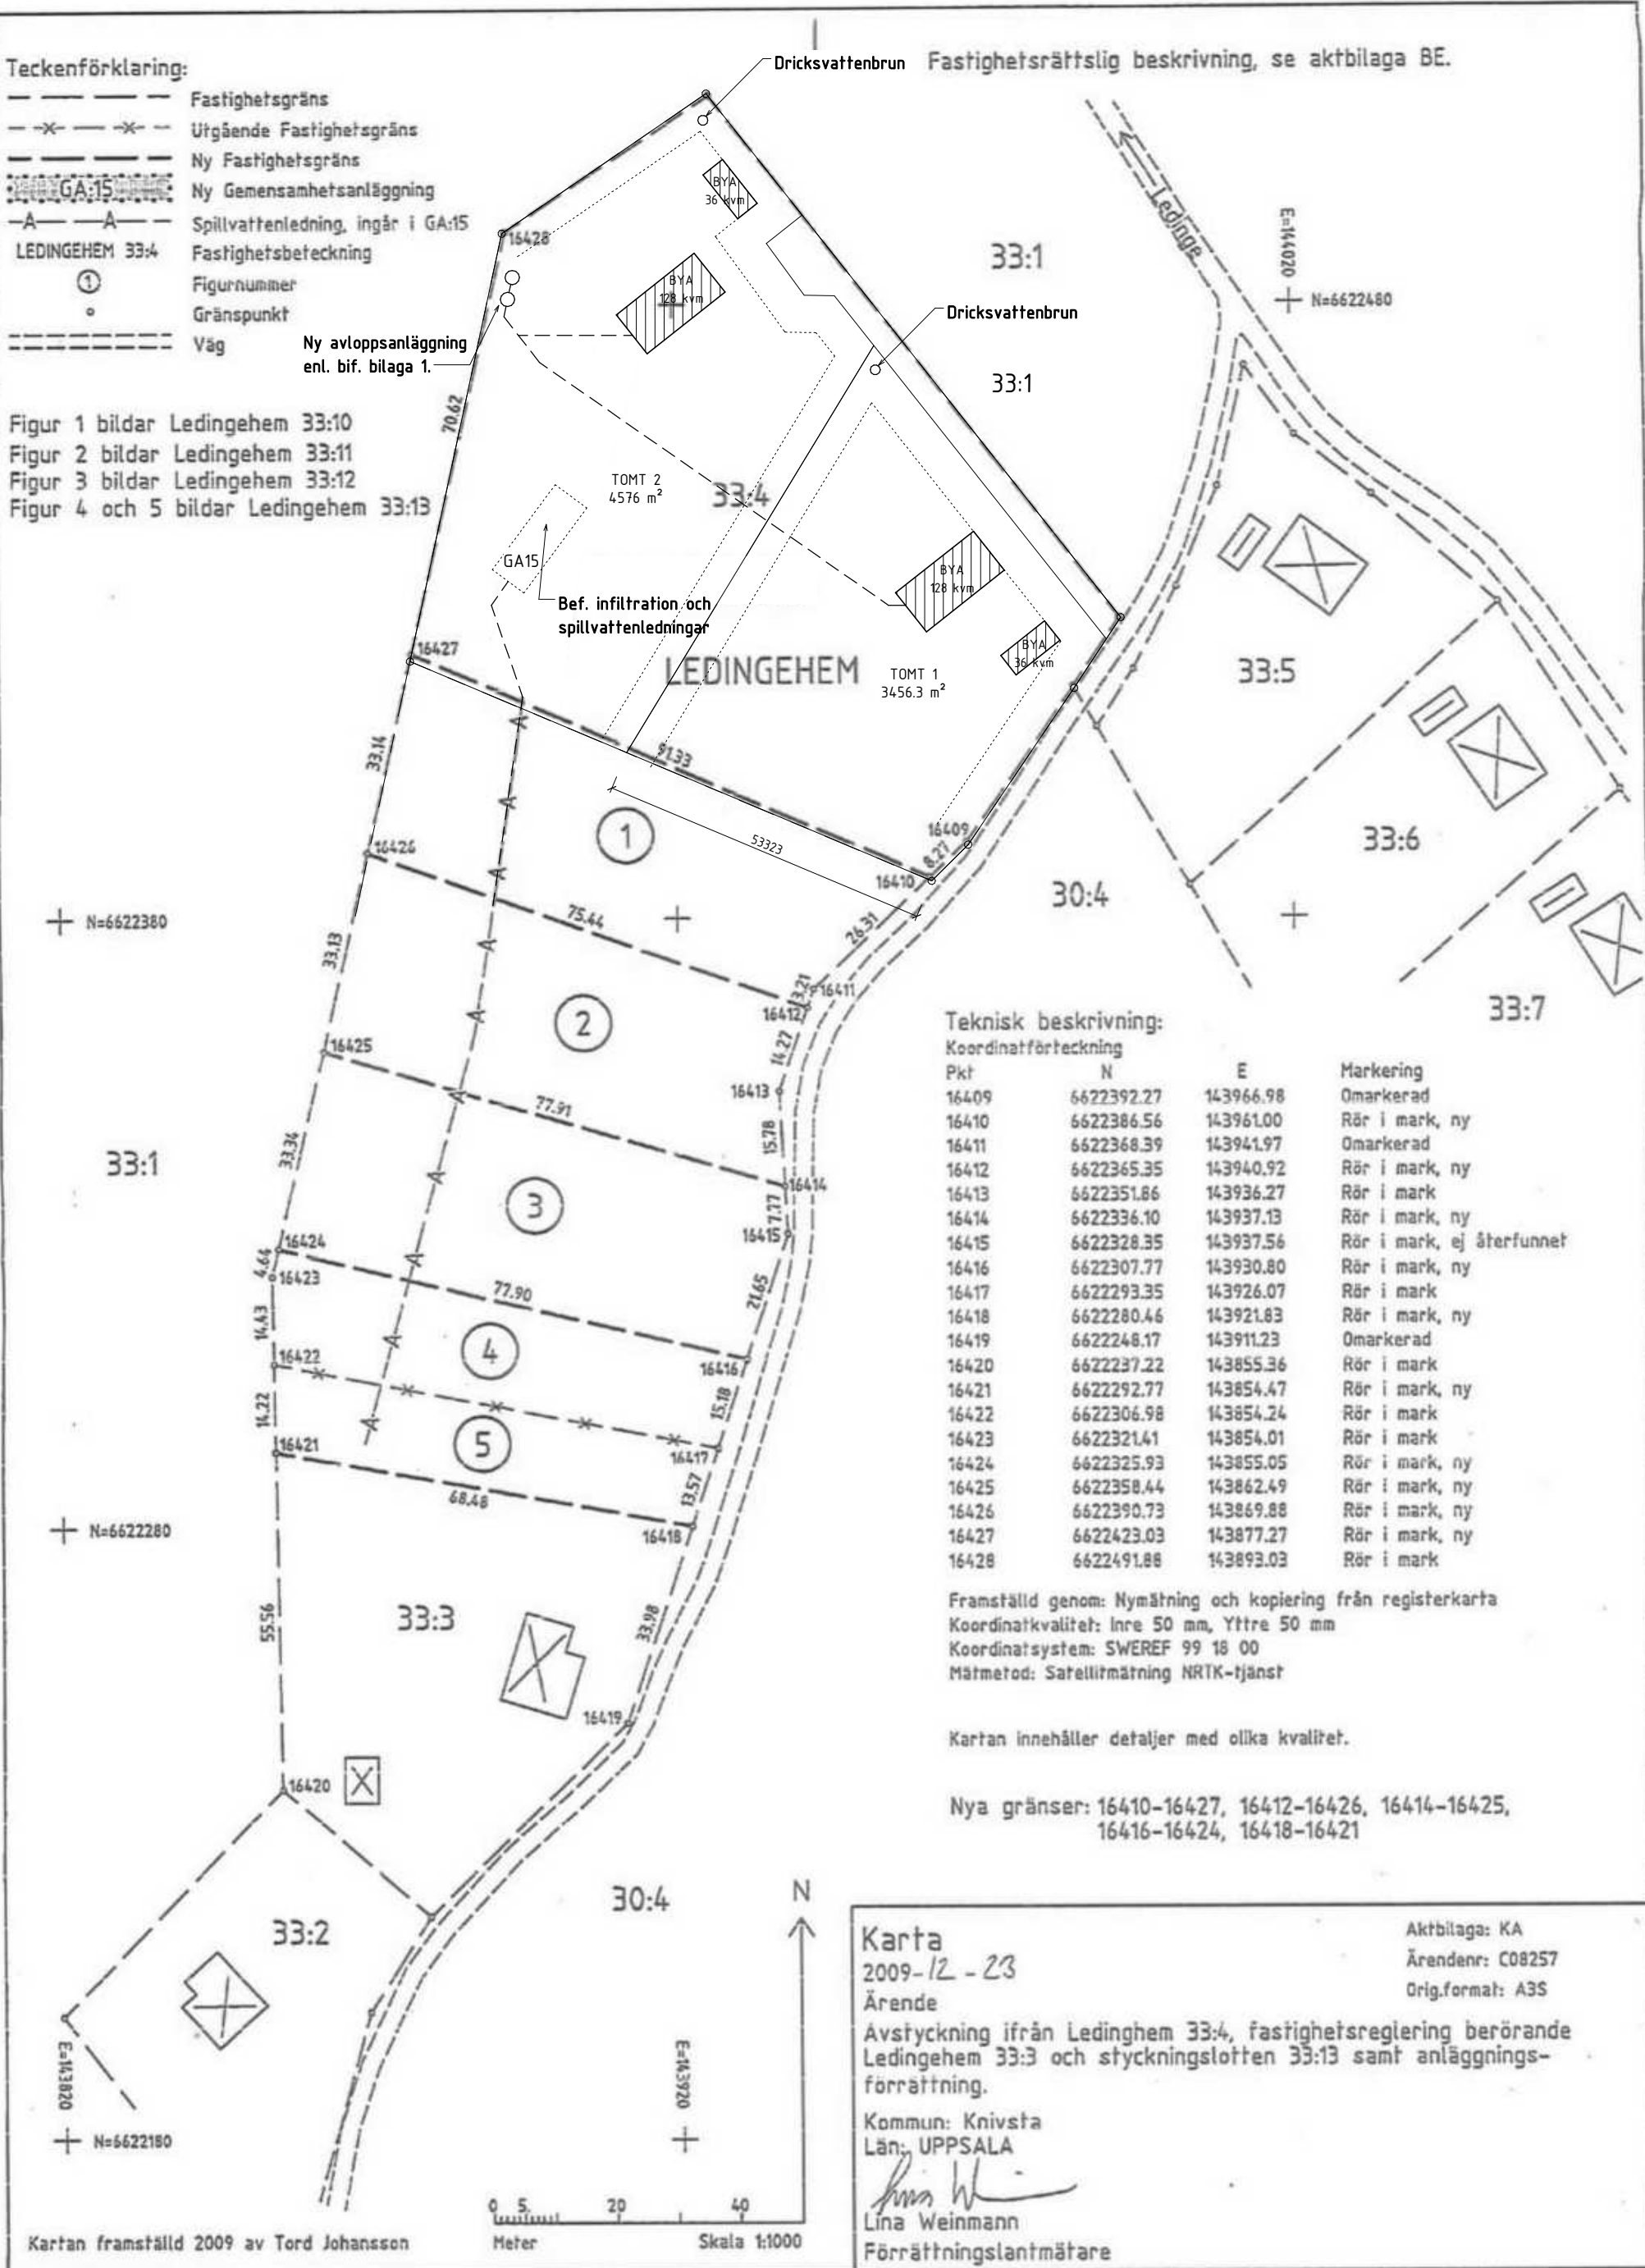 Teckenförklaring:
Fastighetsgräns
Utgående Fastighetsgräns
Ny Fastighetsgräns
GA:15 Ny Gemensamhetsanläggning
A A Spillvattenledning, ingår i GA:15
LEDINGEHEM 33:4 Fastighetsbeteckning
1 Figurnummer
Gränspunkt
Väg
Figur 1 bildar Ledingehem 33:10
Figur 2 bildar Ledingehem 33:11
Figur 3 bildar Ledingehem 33:12
Figur 4 och 5 bildar Ledingehem 33:13
Dricksvattenbrun
Fastighetsrättslig beskrivning, se aktbilaga BE.
Ledinge
E=144020
N=6622480
33:1
33:1
BYA
36 kvm
16428
BYA
128 kvm
Dricksvattenbrun
Ny avloppsanläggning
enl. bif. bilaga 1.
70.62
TOMT 2
4576 m²
33:4
GA15
Bef. infiltration och
spillvattenledningar
BYA
128 kvm
BYA
36 kvm
LEDINGEHEM
TOMT 1
3456.3 m²
16427
33.14
91.33
53323
16409
8.27
16410
33:5
33:6
33:7
30:4
1
16426
75.44
26.31
3.21
16411
16412
N=6622380
33.13
2
14.27
16425
16413
77.91
15.78
33:1
33.34
A
A
A
A
A
A
A
A
A
A
3
16414
7.77
16415
16424
4.64
16423
77.90
21.65
14.43
4
16422
16416
15.18
14.22
5
16417
16421
13.57
68.48
16418
N=6622280
55.56
33:3
33.98
16419
16420
33:2
30:4
E=143820
N=6622180
E=143920
N
0 5 20 40
Meter Skala 1:1000
Kartan framställd 2009 av Tord Johansson
Teknisk beskrivning:
Koordinatförteckning
Pkt N E Markering
16409 6622392.27 143966.98 Omarkerad
16410 6622386.56 143961.00 Rör i mark, ny
16411 6622368.39 143941.97 Omarkerad
16412 6622365.35 143940.92 Rör i mark, ny
16413 6622351.86 143936.27 Rör i mark
16414 6622336.10 143937.13 Rör i mark, ny
16415 6622328.35 143937.56 Rör i mark, ej återfunnet
16416 6622307.77 143930.80 Rör i mark, ny
16417 6622293.35 143926.07 Rör i mark
16418 6622280.46 143921.83 Rör i mark, ny
16419 6622248.17 143911.23 Omarkerad
16420 6622237.22 143855.36 Rör i mark
16421 6622292.77 143854.47 Rör i mark, ny
16422 6622306.98 143854.24 Rör i mark
16423 6622321.41 143854.01 Rör i mark
16424 6622325.93 143855.05 Rör i mark, ny
16425 6622358.44 143862.49 Rör i mark, ny
16426 6622390.73 143869.88 Rör i mark, ny
16427 6622423.03 143877.27 Rör i mark, ny
16428 6622491.88 143893.03 Rör i mark
Framställd genom: Nymätning och kopiering från registerkarta
Koordinatkvalitet: Inre 50 mm, Yttre 50 mm
Koordinatsystem: SWEREF 99 18 00
Mätmetod: Satellitmätning NRTK-tjänst
Kartan innehåller detaljer med olika kvalitet.
Nya gränser: 16410-16427, 16412-16426, 16414-16425,
16416-16424, 16418-16421
Karta
2009-12-23
Aktbilaga: KA
Ärendenr: C08257
Orig.format: A3S
Ärende
Avstyckning ifrån Ledinghem 33:4, fastighetsreglering berörande
Ledingehem 33:3 och styckningslotten 33:13 samt anläggnings-
förrättning.
Kommun: Knivsta
Län: UPPSALA
Lina Weinmann
Förrättningslantmätare